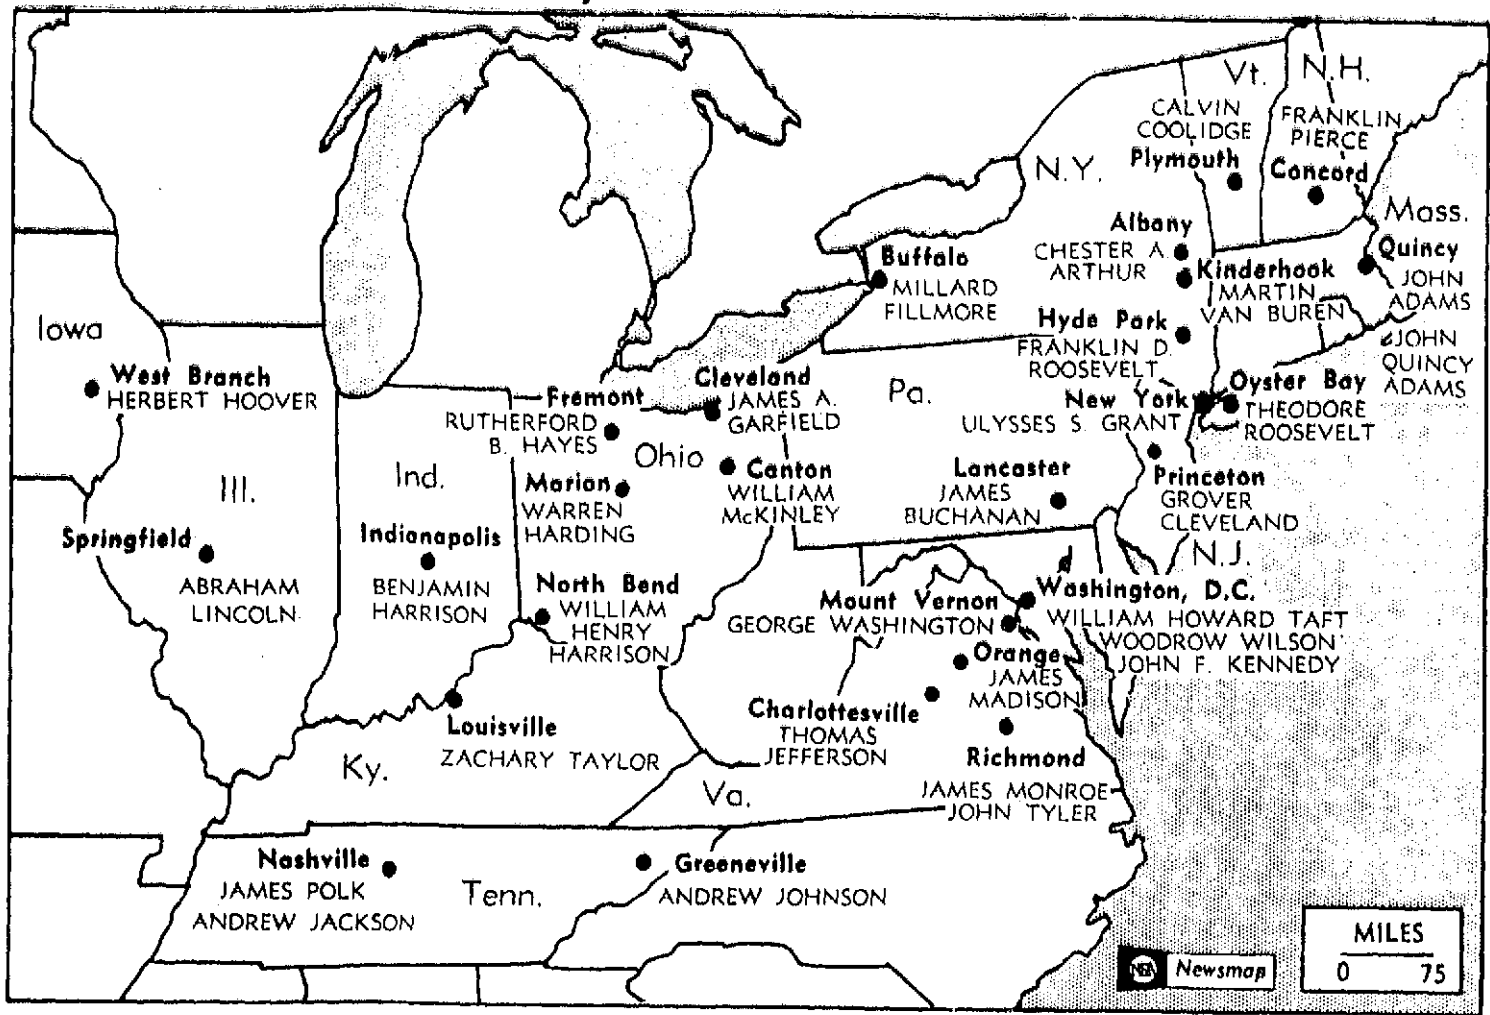 Vt.
N.H.
CALVIN
COOLIDGE
Plymouth
FRANKLIN
PIERCE
Concord
N.Y.
Mass.
Albany
CHESTER A.
ARTHUR
Quincy
JOHN
ADAMS
JOHN
QUINCY
ADAMS
Buffalo
MILLARD
FILLMORE
Kinderhook
MARTIN
VAN BUREN
Hyde Park
FRANKLIN D.
ROOSEVELT
Iowa
West Branch
HERBERT HOOVER
Fremont
RUTHERFORD
B. HAYES
Cleveland
JAMES A.
GARFIELD
Pa.
New York
ULYSSES S. GRANT
Oyster Bay
THEODORE
ROOSEVELT
Ill.
Ind.
Ohio
Marion
WARREN
HARDING
Canton
WILLIAM
McKINLEY
Lancaster
JAMES
BUCHANAN
Princeton
GROVER
CLEVELAND
N.J.
Springfield
ABRAHAM
LINCOLN
Indianapolis
BENJAMIN
HARRISON
North Bend
WILLIAM
HENRY
HARRISON
Mount Vernon
GEORGE WASHINGTON
Washington, D.C.
WILLIAM HOWARD TAFT
WOODROW WILSON
JOHN F. KENNEDY
Orange
JAMES
MADISON
Charlottesville
THOMAS
JEFFERSON
Louisville
ZACHARY TAYLOR
Richmond
JAMES MONROE
JOHN TYLER
Ky.
Va.
Nashville
JAMES POLK
ANDREW JACKSON
Tenn.
Greeneville
ANDREW JOHNSON
NEA Newsmap
MILES
0 75